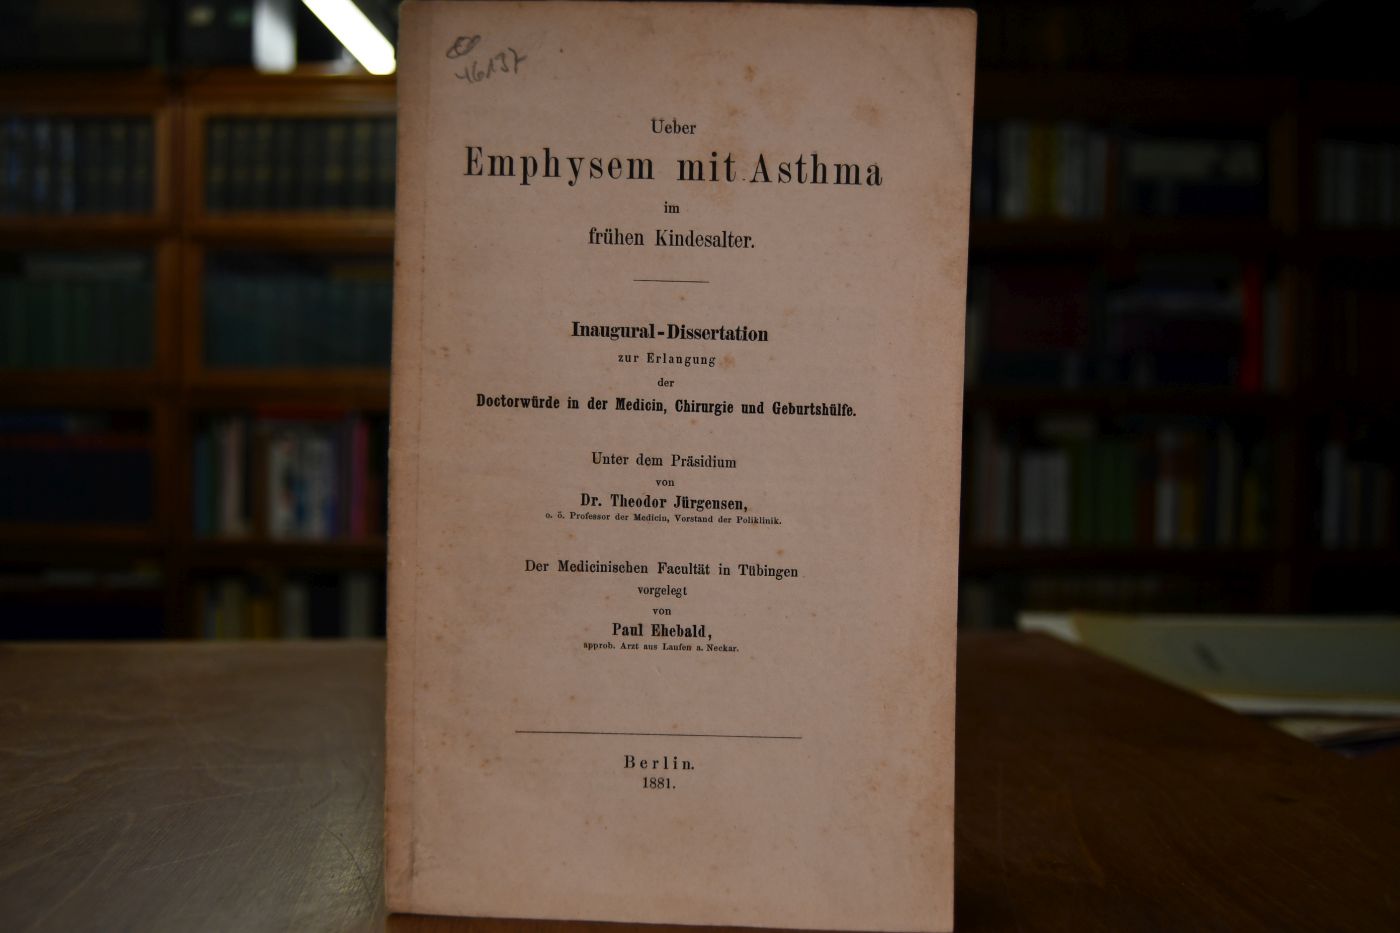 46137
Ueber
Emphysem mit Asthma
im
frühen Kindesalter.
Inaugural-Dissertation
zur Erlangung
der
Doctorwürde in der Medicin, Chirurgie und Geburtshülfe.
Unter dem Präsidium
von
Dr. Theodor Jürgensen,
o. ö. Professor der Medicin, Vorstand der Poliklinik.
Der Medicinischen Facultät in Tübingen
vorgelegt
von
Paul Ehebald,
approb. Arzt aus Laufen a. Neckar.
Berlin.
1881.